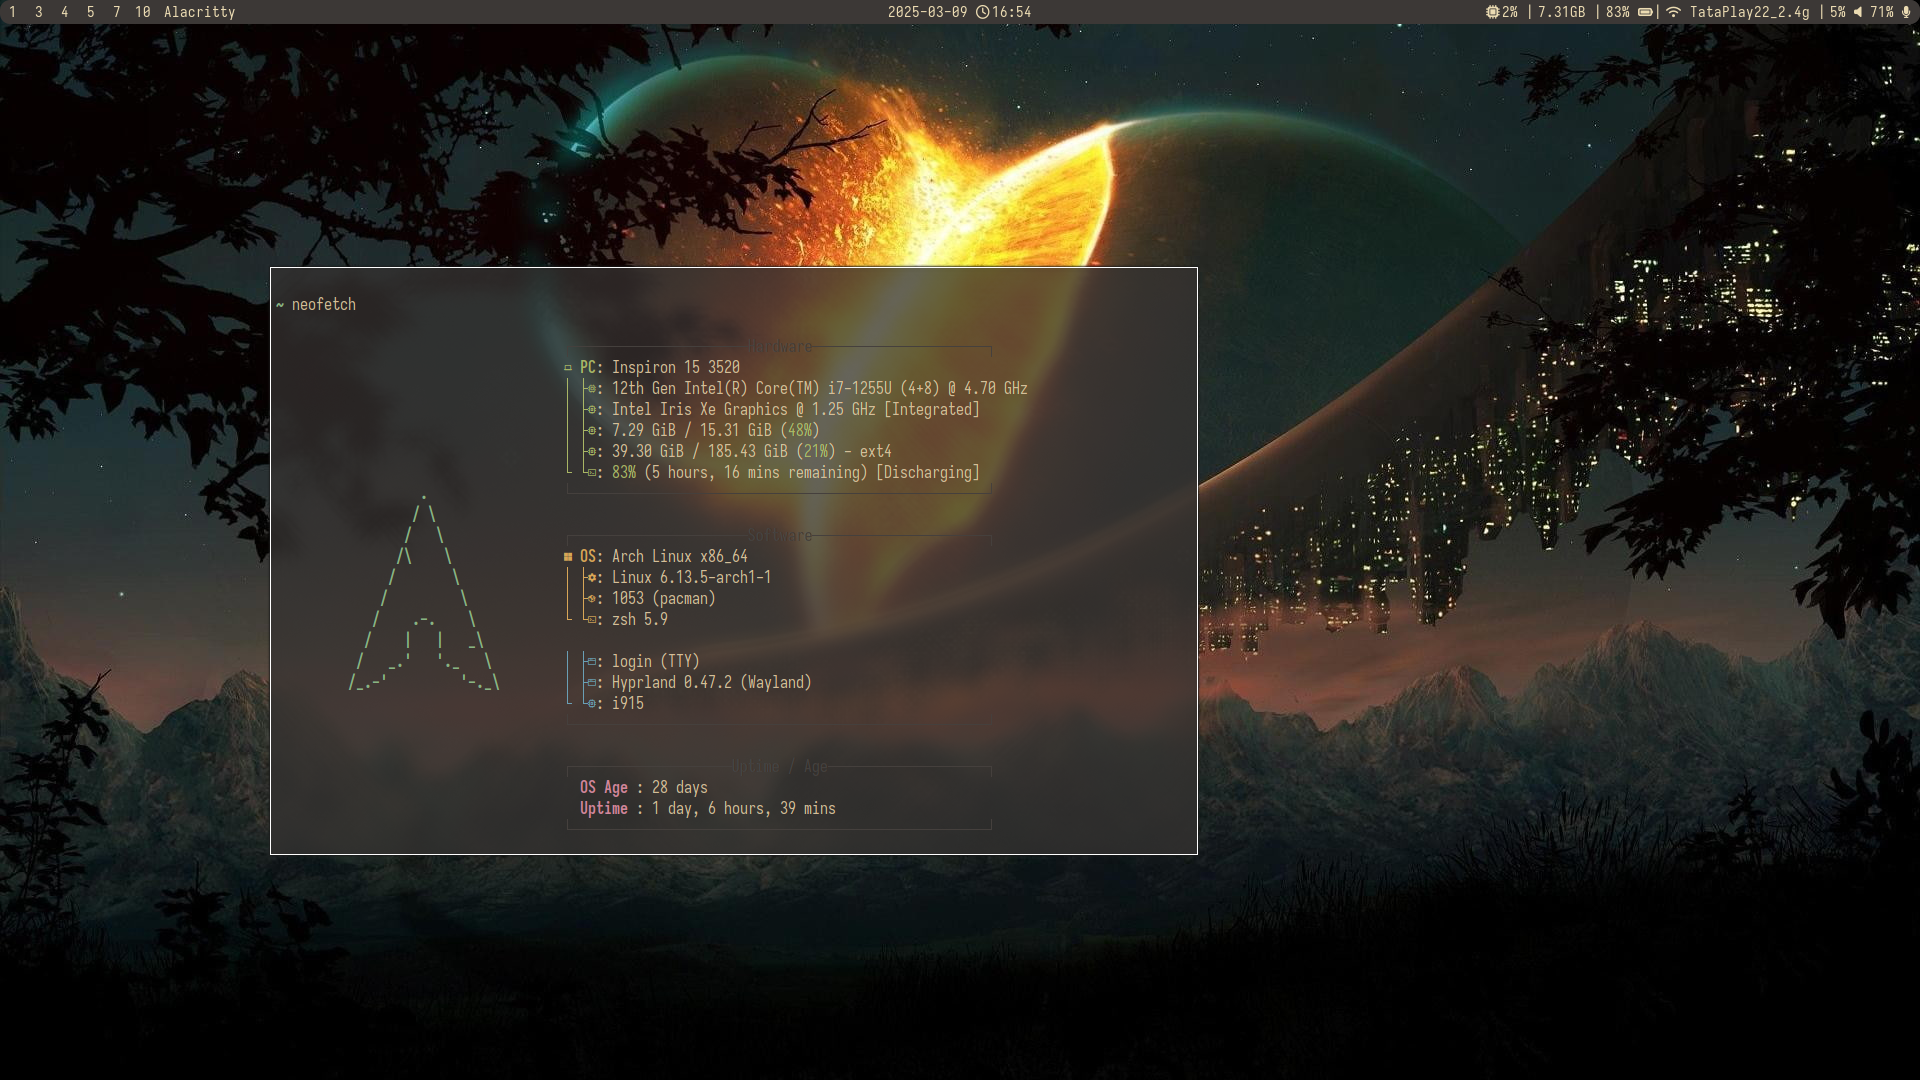 1 3 4 5 7 10 Alacritty
2025-03-09 16:54
2% | 7.31GB | 83% | TataPlay22_2.4g | 5% 71%
~ neofetch
Hardware
PC: Inspiron 15 3520
: 12th Gen Intel(R) Core(TM) i7-1255U (4+8) @ 4.70 GHz
: Intel Iris Xe Graphics @ 1.25 GHz [Integrated]
: 7.29 GiB / 15.31 GiB (48%)
: 39.30 GiB / 185.43 GiB (21%) - ext4
: 83% (5 hours, 16 mins remaining) [Discharging]
Software
OS: Arch Linux x86_64
: Linux 6.13.5-arch1-1
: 1053 (pacman)
: zsh 5.9
: login (TTY)
: Hyprland 0.47.2 (Wayland)
: i915
Uptime / Age
OS Age : 28 days
Uptime : 1 day, 6 hours, 39 mins